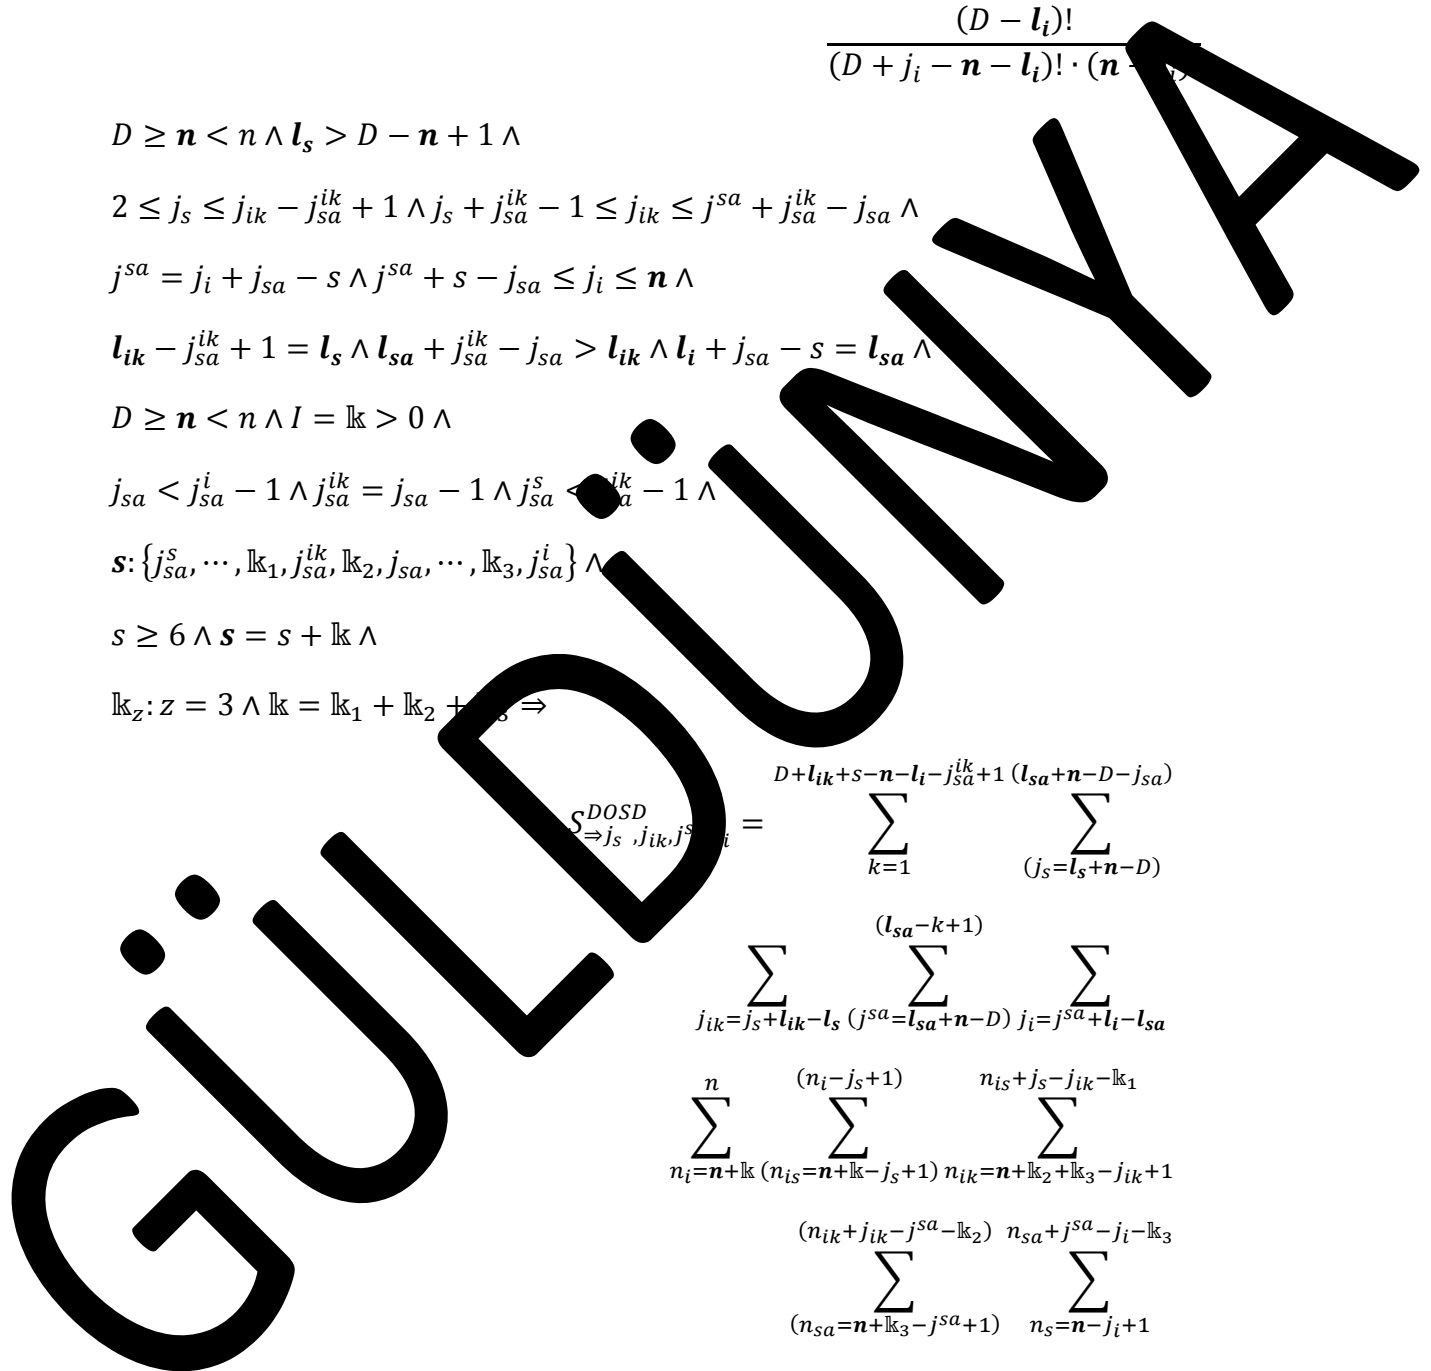 (D − l_i)!
(D + j_i − n − l_i)! · (n
D ≥ n < n ∧ l_s > D − n + 1 ∧
2 ≤ j_s ≤ j_ik − j_sa^ik + 1 ∧ j_s + j_sa^ik − 1 ≤ j_ik ≤ j^sa + j_sa^ik − j_sa ∧
j^sa = j_i + j_sa − s ∧ j^sa + s − j_sa ≤ j_i ≤ n ∧
l_ik − j_sa^ik + 1 = l_s ∧ l_sa + j_sa^ik − j_sa > l_ik ∧ l_i + j_sa − s = l_sa ∧
D ≥ n < n ∧ I = 𝕜 > 0 ∧
j_sa < j_sa^i − 1 ∧ j_sa^ik = j_sa − 1 ∧ j_sa^s < − 1 ∧
s: {j_sa^s, ⋯ , 𝕜_1, j_sa^ik, 𝕜_2, j_sa, ⋯ , 𝕜_3, j_sa^i} ∧
s ≥ 6 ∧ s = s + 𝕜 ∧
𝕜_z: z = 3 ∧ 𝕜 = 𝕜_1 + 𝕜_2 + ⇒
D+l_ik+s−n−l_i−j_sa^ik+1 (l_sa+n−D−j_sa)
S^DOSD_⇒j_s ,j_ik, = ∑ ∑
k=1 (j_s=l_s+n−D)
(l_sa−k+1)
∑ ∑ ∑
j_ik=j_s+l_ik−l_s (j^sa=l_sa+n−D) j_i=j^sa+l_i−l_sa
n (n_i−j_s+1) n_is+j_s−j_ik−𝕜_1
∑ ∑ ∑
n_i=n+𝕜 (n_is=n+𝕜−j_s+1) n_ik=n+𝕜_2+𝕜_3−j_ik+1
(n_ik+j_ik−j^sa−𝕜_2) n_sa+j^sa−j_i−𝕜_3
∑ ∑
(n_sa=n+𝕜_3−j^sa+1) n_s=n−j_i+1
GÜLDÜNYA